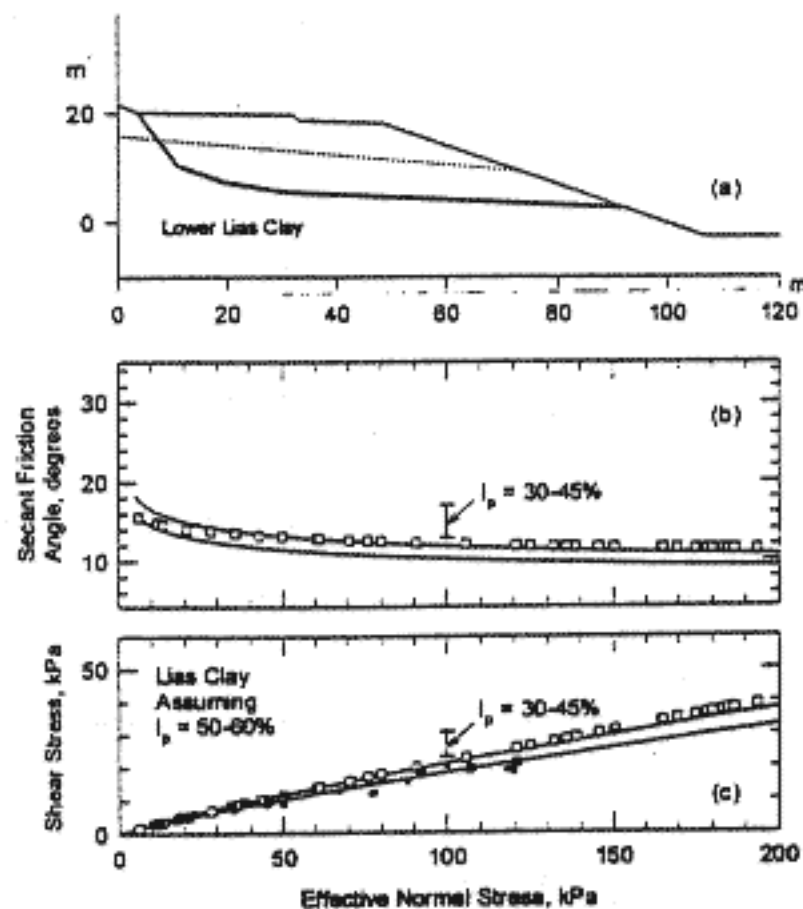 m
20
0
(a)
Lower Lias Clay
m
0 20 40 60 80 100 120
30
20
10
Secant Friction
Angle, degrees
(b)
Ip = 30-45%
50
0
Shear Stress, kPa
Lias Clay
Assuming
Ip = 50-60%
Ip = 30-45%
(c)
0 50 100 150 200
Effective Normal Stress, kPa